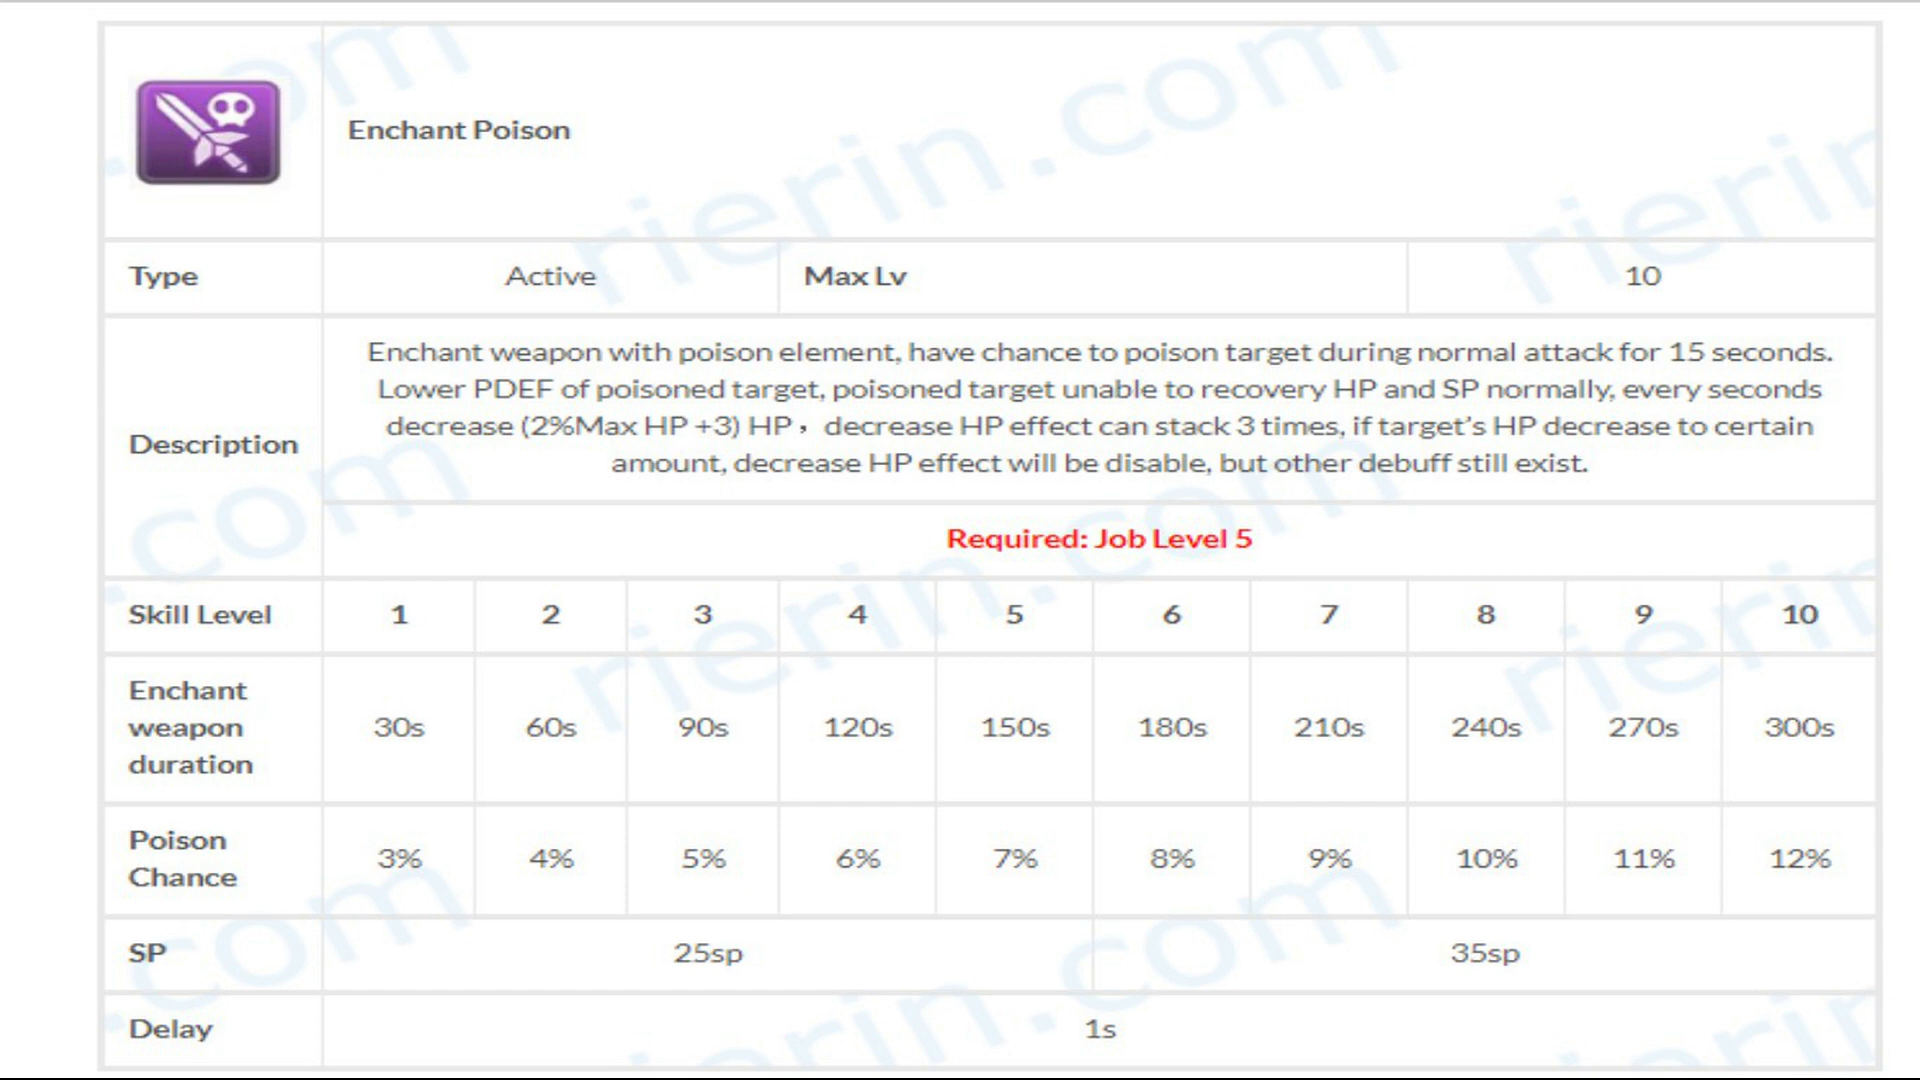 Enchant Poison
Type Active Max Lv 10
Enchant weapon with poison element, have chance to poison target during normal attack for 15 seconds.
Lower PDEF of poisoned target, poisoned target unable to recovery HP and SP normally, every seconds
decrease (2%Max HP +3) HP，decrease HP effect can stack 3 times, if target's HP decrease to certain
amount, decrease HP effect will be disable, but other debuff still exist.
Description
Required: Job Level 5
Skill Level 1 2 3 4 5 6 7 8 9 10
Enchant
weapon
duration
30s 60s 90s 120s 150s 180s 210s 240s 270s 300s
Poison
Chance
3% 4% 5% 6% 7% 8% 9% 10% 11% 12%
SP 25sp 35sp
Delay 1s
rierin.com